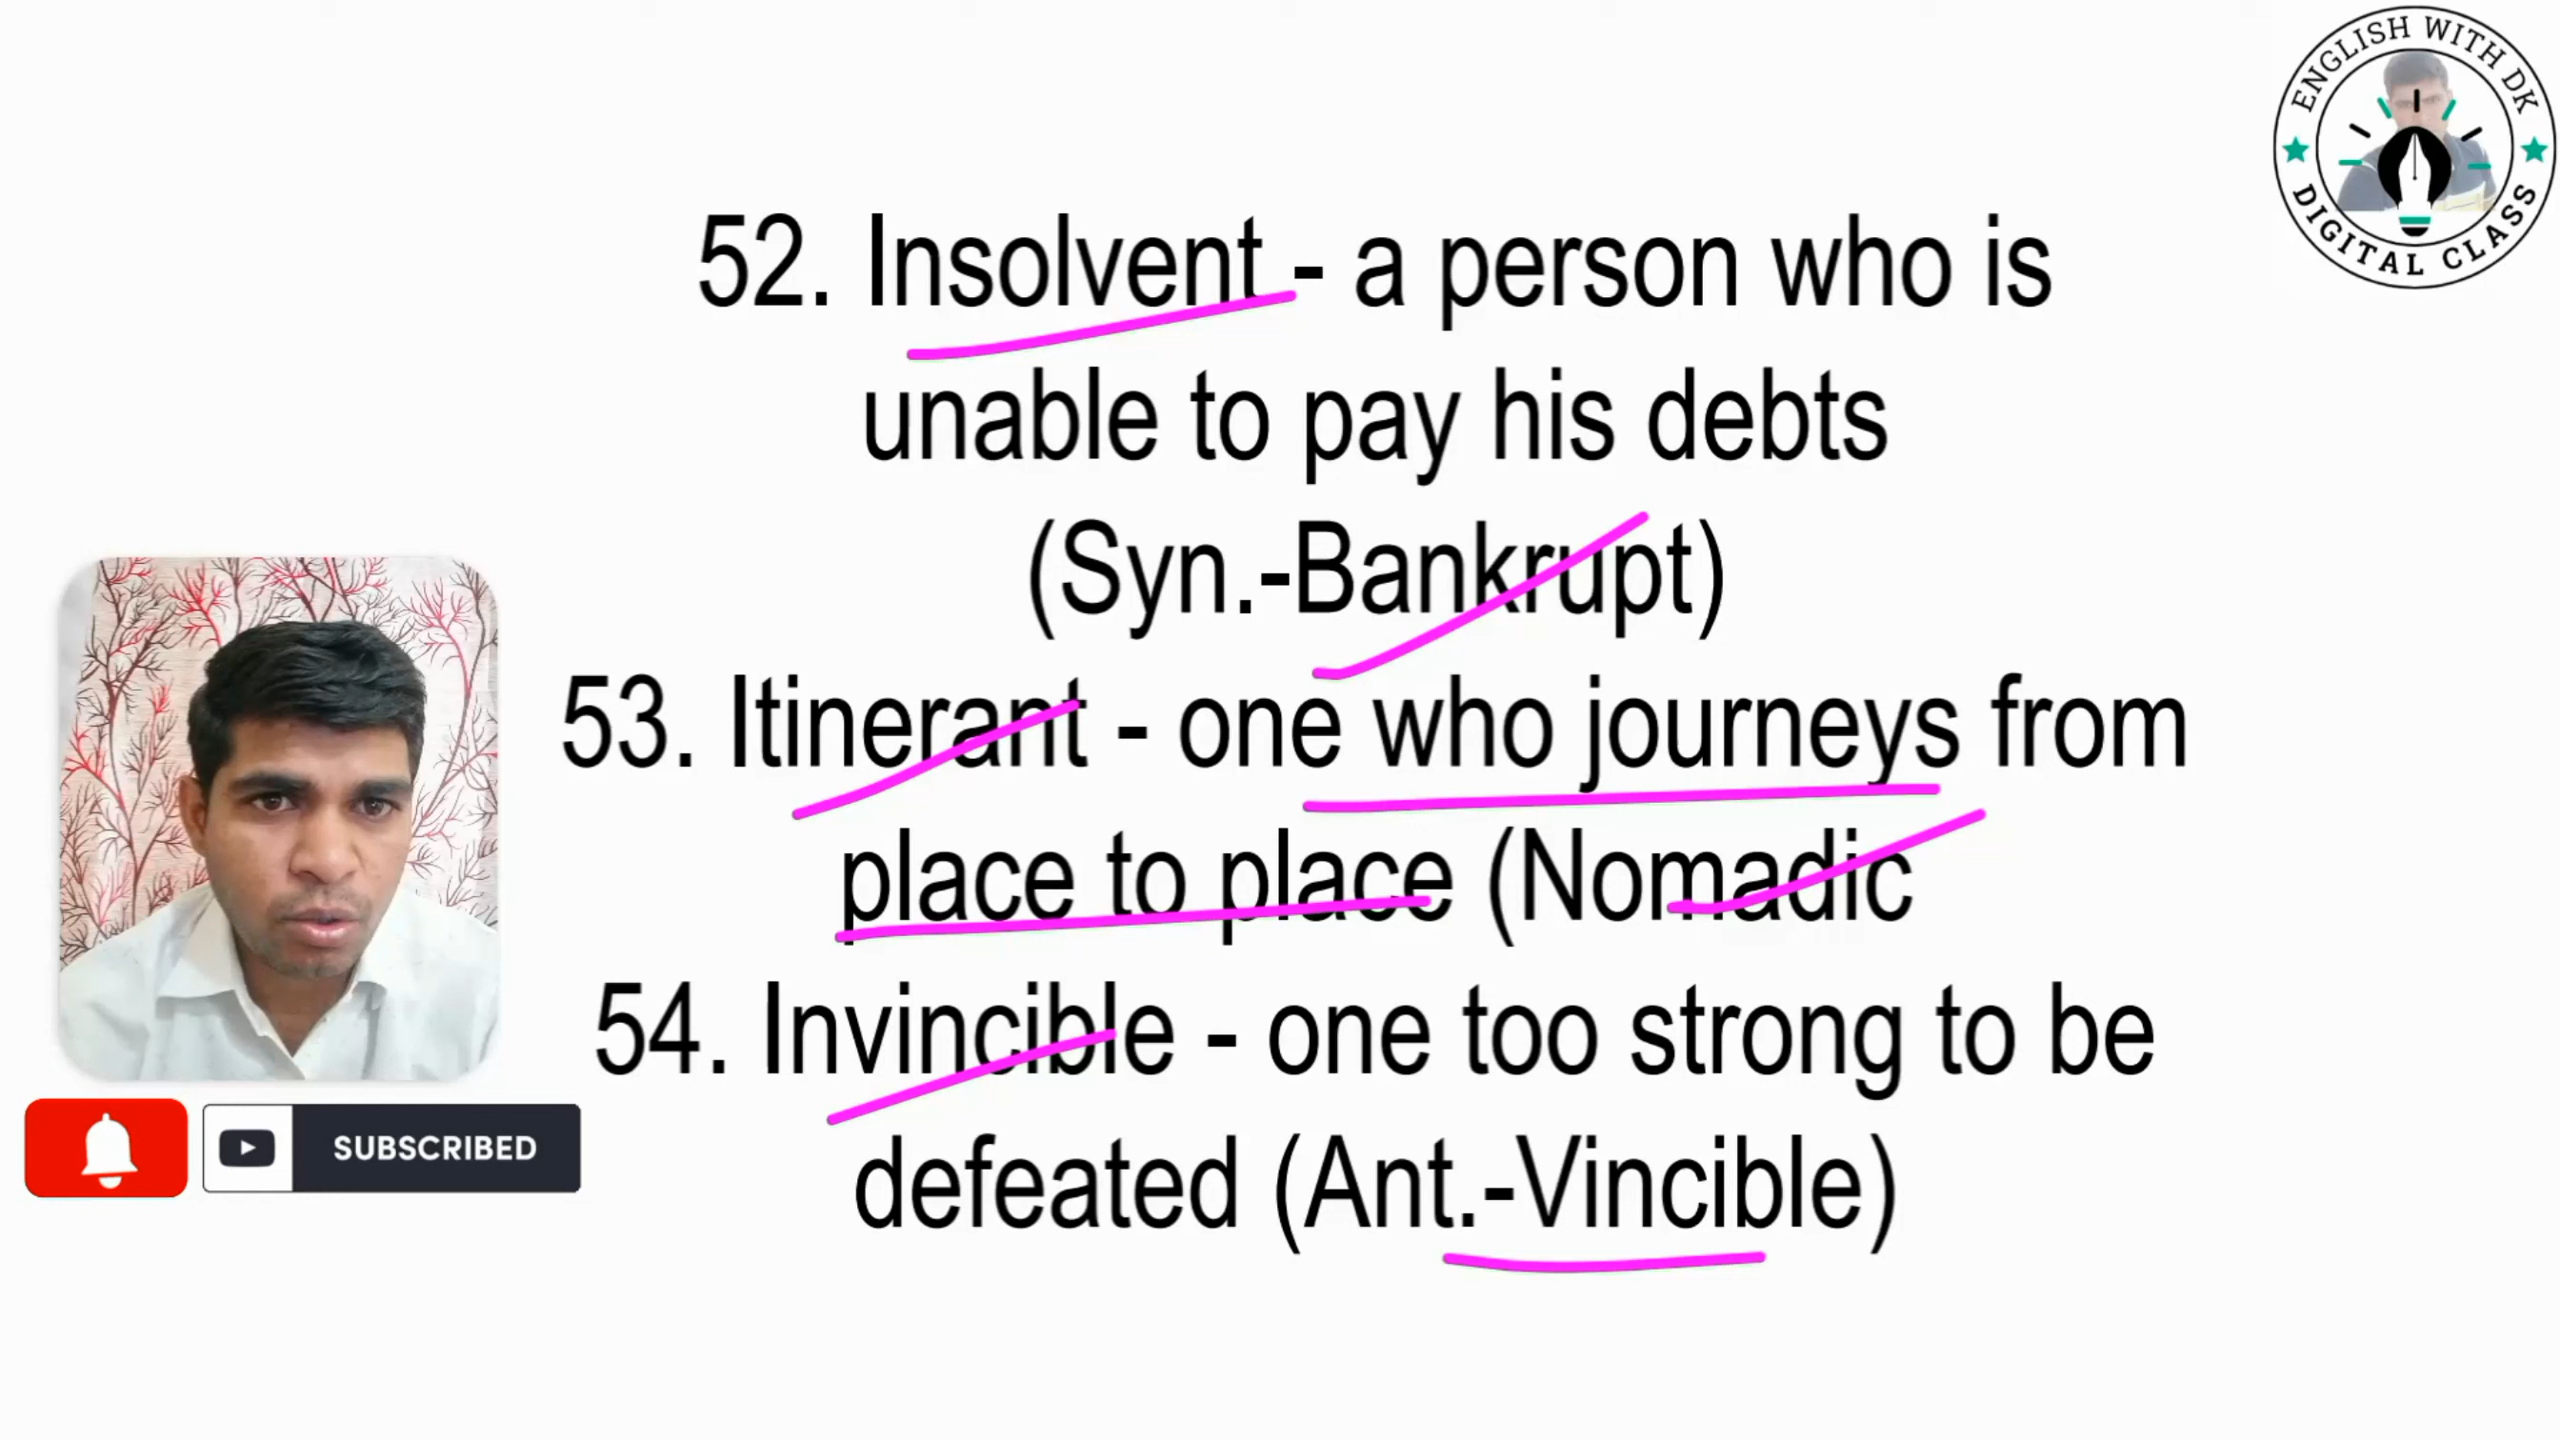 ENGLISH WITH DK
DIGITAL CLASS
52. Insolvent - a person who is
unable to pay his debts
(Syn.-Bankrupt)
53. Itinerant - one who journeys from
place to place (Nomadic
54. Invincible - one too strong to be
defeated (Ant.-Vincible)
SUBSCRIBED